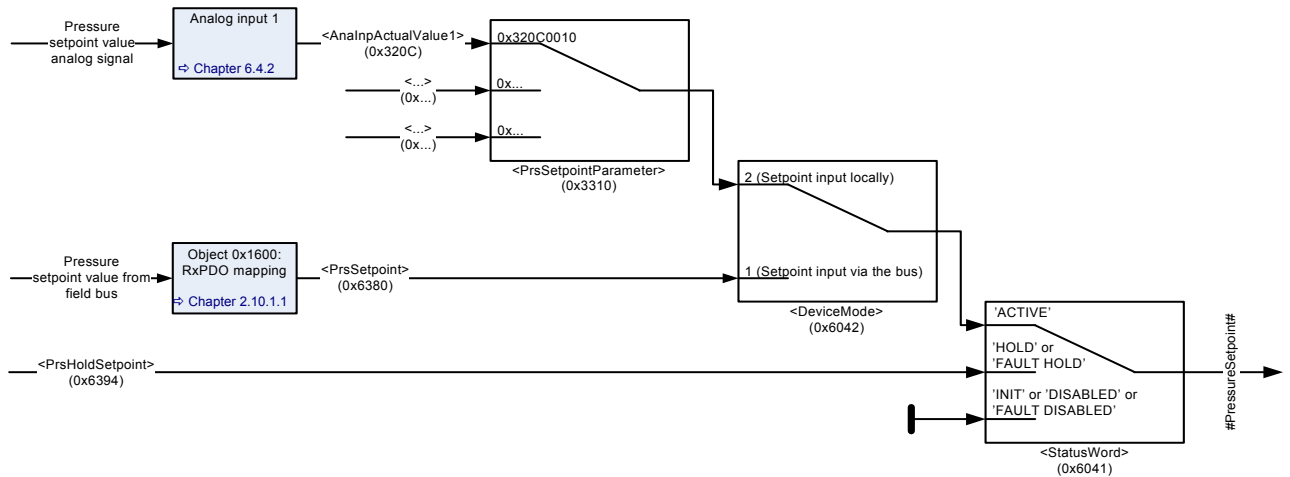 Pressure
setpoint value
analog signal
Analog input 1
⇨ Chapter 6.4.2
<AnaInpActualValue1>
(0x320C)
<...>
(0x...)
<...>
(0x...)
0x320C0010
0x...
0x...
<PrsSetpointParameter>
(0x3310)
2 (Setpoint input locally)
1 (Setpoint input via the bus)
<DeviceMode>
(0x6042)
Pressure
setpoint value from
field bus
Object 0x1600:
RxPDO mapping
⇨ Chapter 2.10.1.1
<PrsSetpoint>
(0x6380)
<PrsHoldSetpoint>
(0x6394)
'ACTIVE'
'HOLD' or
'FAULT HOLD'
'INIT' or 'DISABLED' or
'FAULT DISABLED'
<StatusWord>
(0x6041)
#PressureSetpoint#